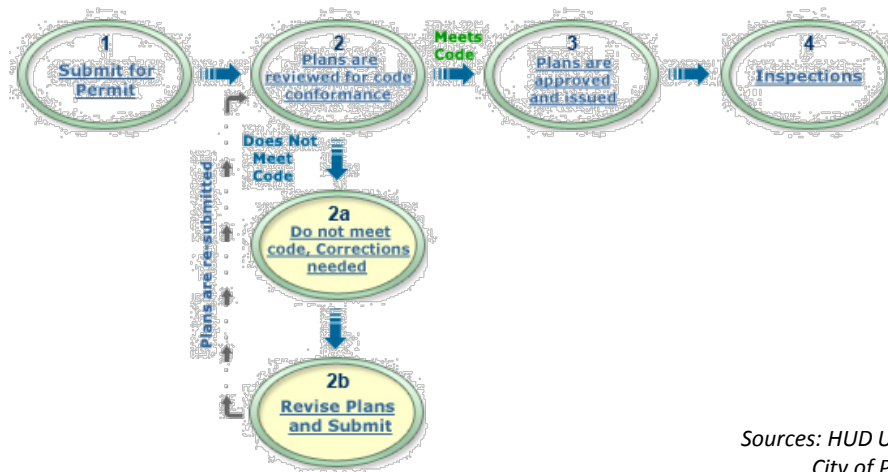 1
Submit for
Permit
2
Plans are
reviewed for code
conformance
Meets
Code
3
Plans are
approved
and issued
4
Inspections
Does Not
Meet
Code
2a
Do not meet
code, Corrections
needed
Plans are re-submitted
2b
Revise Plans
and Submit
Sources: HUD
City of